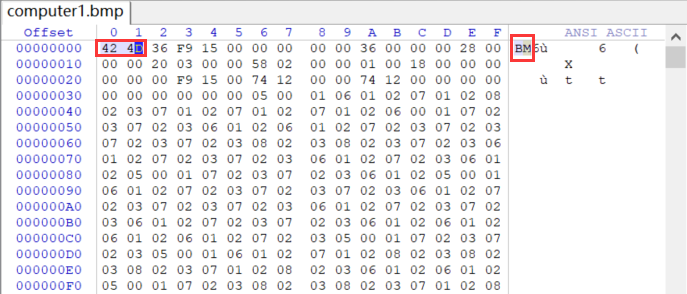 computer1.bmp
Offset 0 1 2 3 4 5 6 7 8 9 A B C D E F ANSI ASCII
00000000 42 4D 36 F9 15 00 00 00 00 00 36 00 00 00 28 00 BM6ù 6 (
00000010 00 00 20 03 00 00 58 02 00 00 01 00 18 00 00 00 X
00000020 00 00 00 F9 15 00 74 12 00 00 74 12 00 00 00 00 ù t t
00000030 00 00 00 00 00 00 05 00 01 06 01 02 07 01 02 08
00000040 02 03 07 01 02 07 01 02 07 01 02 06 00 01 07 02
00000050 03 07 02 03 06 01 02 06 01 02 07 02 03 07 02 03
00000060 07 02 03 07 02 03 08 02 03 08 02 03 07 02 03 06
00000070 01 02 07 02 03 07 02 03 06 01 02 07 02 03 06 01
00000080 02 05 00 01 07 02 03 07 02 03 06 01 02 05 00 01
00000090 06 01 02 07 02 03 07 02 03 07 02 03 06 01 02 07
000000A0 02 03 07 02 03 07 02 03 06 01 02 07 02 03 07 02
000000B0 03 06 01 02 07 02 03 07 02 03 06 01 02 06 01 02
000000C0 06 01 02 06 01 02 07 02 03 05 00 01 07 02 03 07
000000D0 02 03 05 00 01 06 01 02 07 01 02 08 02 03 08 02
000000E0 03 08 02 03 07 01 02 08 02 03 06 01 02 06 01 02
000000F0 05 00 01 07 02 03 08 02 03 08 02 03 07 01 02 08